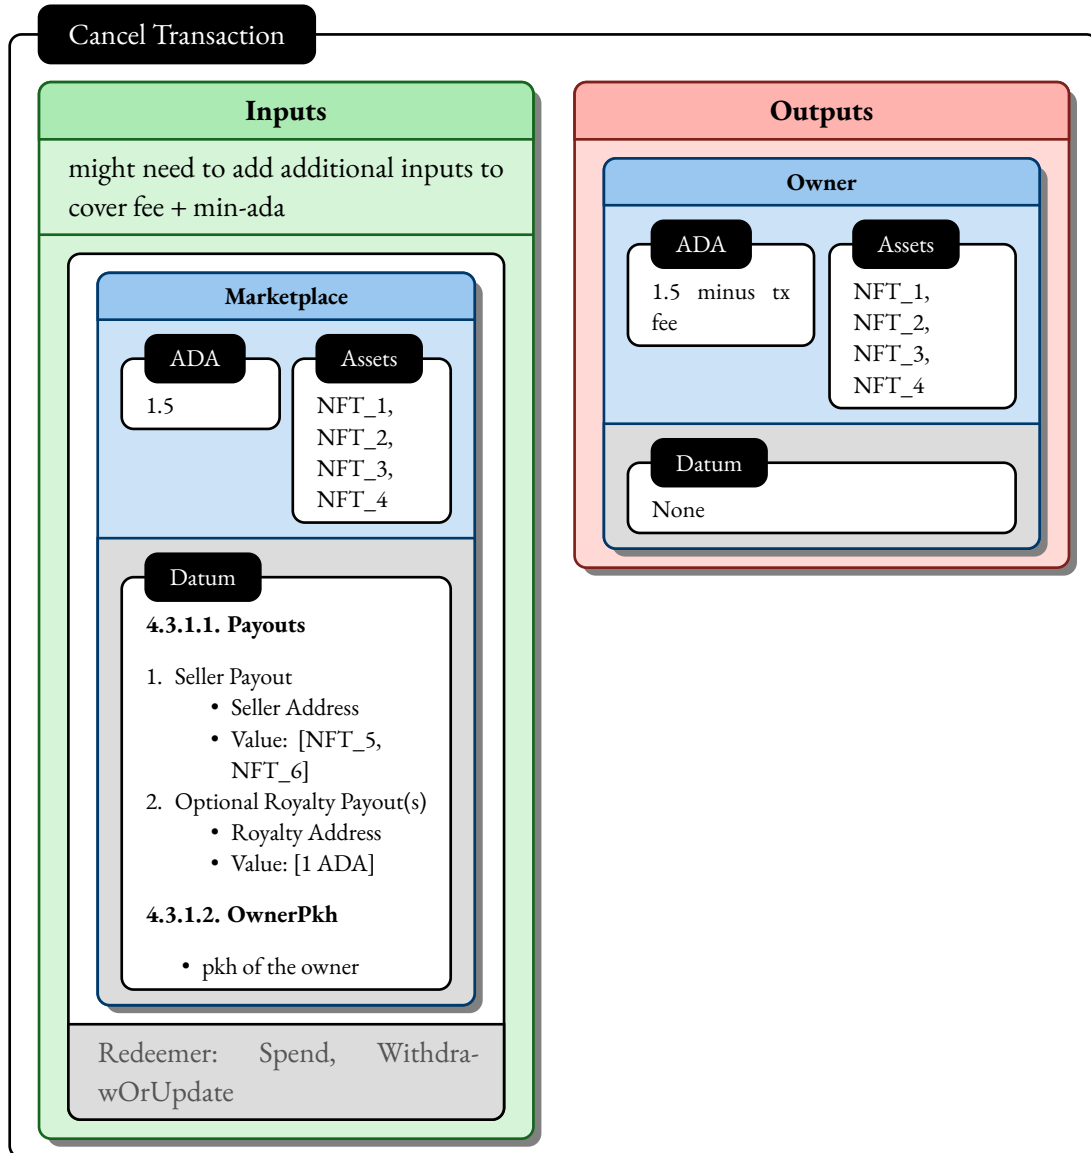 Cancel Transaction
Inputs
might need to add additional inputs to
cover fee + min-ada
Marketplace
ADA
1.5
Assets
NFT_1,
NFT_2,
NFT_3,
NFT_4
Datum
4.3.1.1. Payouts
1. Seller Payout
• Seller Address
• Value: [NFT_5,
NFT_6]
2. Optional Royalty Payout(s)
• Royalty Address
• Value: [1 ADA]
4.3.1.2. OwnerPkh
• pkh of the owner
Redeemer: Spend, Withdra-
wOrUpdate
Outputs
Owner
ADA
1.5 minus tx
fee
Assets
NFT_1,
NFT_2,
NFT_3,
NFT_4
Datum
None